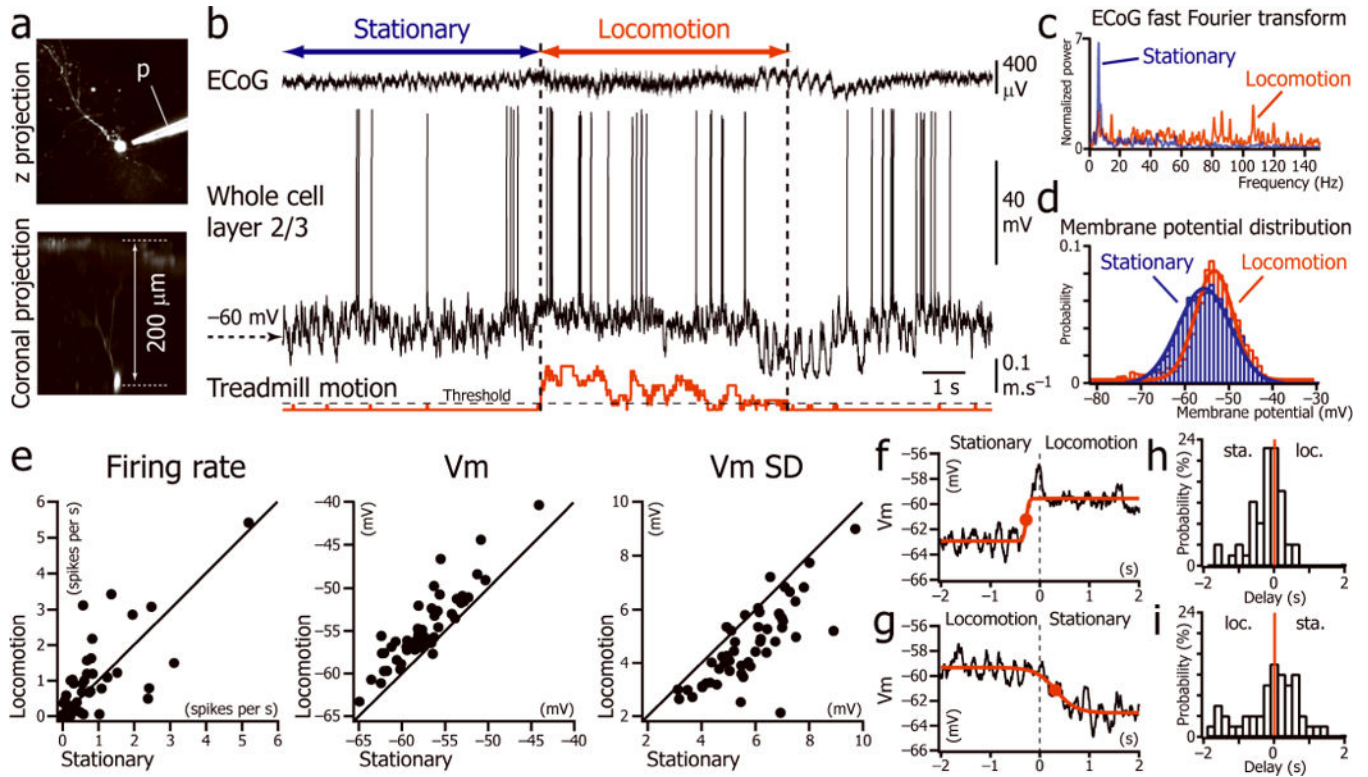 a
z projection
p
Coronal projection
200 μm
b
Stationary
Locomotion
ECoG
400
μV
Whole cell
layer 2/3
40
mV
−60 mV
Treadmill motion
Threshold
1 s
0.1
m.s⁻¹
c
ECoG fast Fourier transform
Normalized power
7
0
Stationary
Locomotion
0 20 40 60 80 100 120 140
Frequency (Hz)
d
Membrane potential distribution
Probability
0.1
0
Stationary
Locomotion
−80 −70 −60 −50 −40 −30
Membrane potential (mV)
e
Firing rate
Locomotion
(spikes per s)
6
5
4
3
2
1
0
0 1 2 3 4 5 6
(spikes per s)
Stationary
Vm
Locomotion
(mV)
−40
−45
−50
−55
−60
−65
−65 −60 −55 −50 −45 −40
(mV)
Stationary
Vm SD
Locomotion
(mV)
10
8
6
4
2
2 4 6 8 10
(mV)
Stationary
f
Stationary Locomotion
Vm
(mV)
−56
−58
−60
−62
−64
−66
−2 −1 0 1 2
(s)
g
Locomotion Stationary
Vm
(mV)
−56
−58
−60
−62
−64
−66
−2 −1 0 1 2
(s)
h
Probability (%)
24
0
sta. loc.
−2 −1 0 1 2
Delay (s)
i
Probability (%)
24
0
loc. sta.
−2 −1 0 1 2
Delay (s)